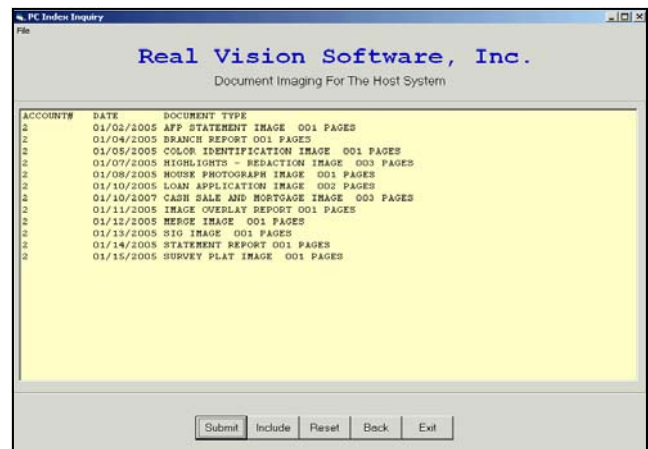 PC Index Inquiry
File
Real Vision Software, Inc.
Document Imaging For The Host System
ACCOUNT# DATE DOCUMENT TYPE
2 01/02/2005 AFP STATEMENT IMAGE 001 PAGES
2 01/04/2005 BRANCH REPORT 001 PAGES
2 01/05/2005 COLOR IDENTIFICATION IMAGE 001 PAGES
2 01/07/2005 HIGHLIGHTS - REDACTION IMAGE 003 PAGES
2 01/08/2005 HOUSE PHOTOGRAPH IMAGE 001 PAGES
2 01/10/2005 LOAN APPLICATION IMAGE 002 PAGES
2 01/10/2007 CASH SALE AND MORTGAGE IMAGE 003 PAGES
2 01/11/2005 IMAGE OVERLAY REPORT 001 PAGES
2 01/12/2005 MERGE IMAGE 001 PAGES
2 01/13/2005 SIG IMAGE 001 PAGES
2 01/14/2005 STATEMENT REPORT 001 PAGES
2 01/15/2005 SURVEY PLAT IMAGE 001 PAGES
Submit Include Reset Back Exit